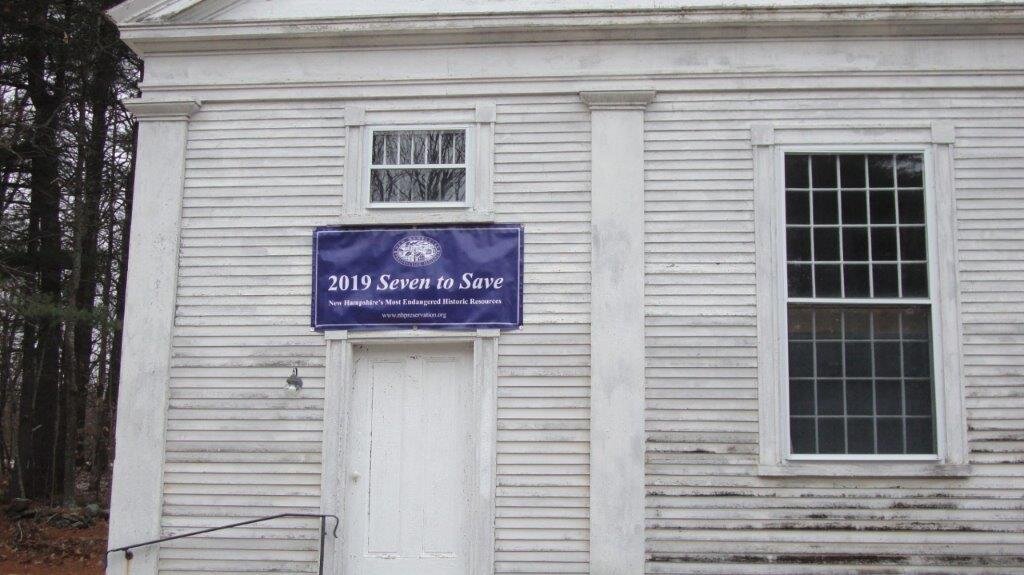 2019 Seven to Save
New Hampshire's Most Endangered Historic Resources
www.nhpreservation.org